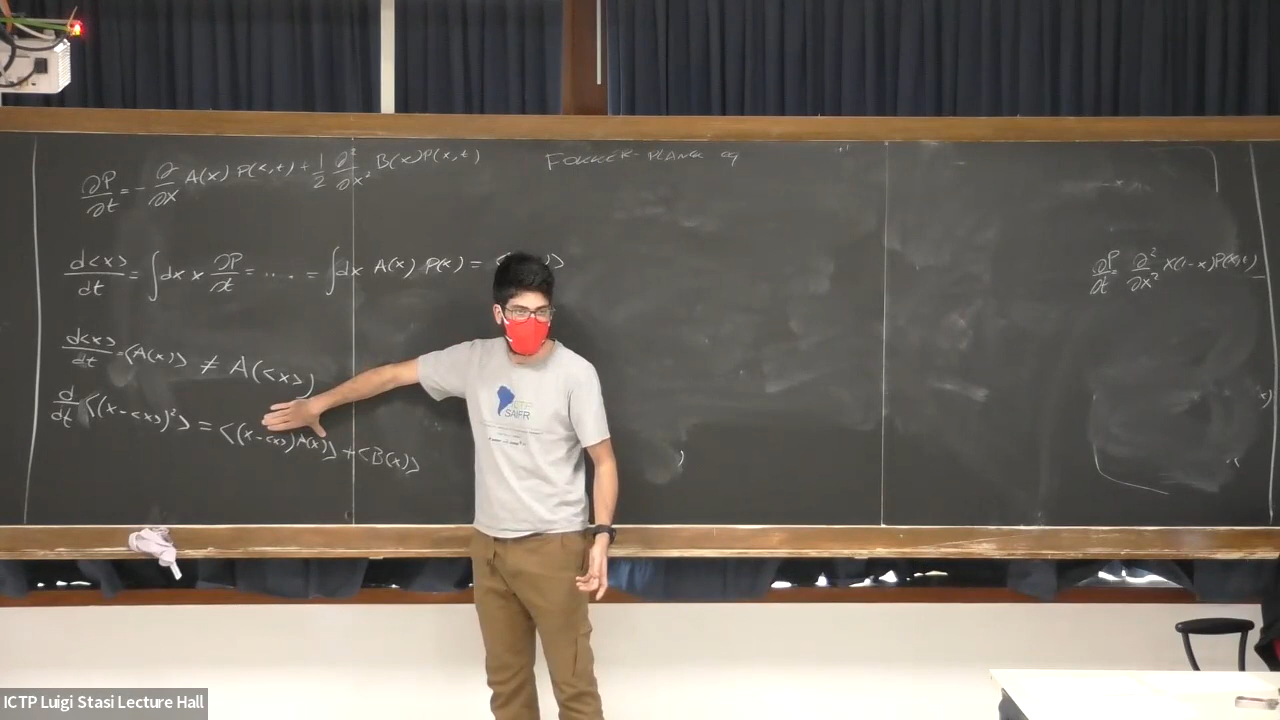 ∂P/∂t = - ∂/∂x A(x) P(x,t) + 1/2 ∂²/∂x² B(x)P(x,t)
FOKKER-PLANCK eq
d<x>/dt = ∫dx x ∂P/∂t = ..... = ∫dx A(x) P(x) =
∂P/∂t = ∂²/∂x² x(1-x)P(x,t)
d<x>/dt = <A(x)> ≠ A(<x>)
d/dt <(x-<x>)²> = <(x-<x>)A(x)> + <B(x)>
SAIFR
ICTP Luigi Stasi Lecture Hall